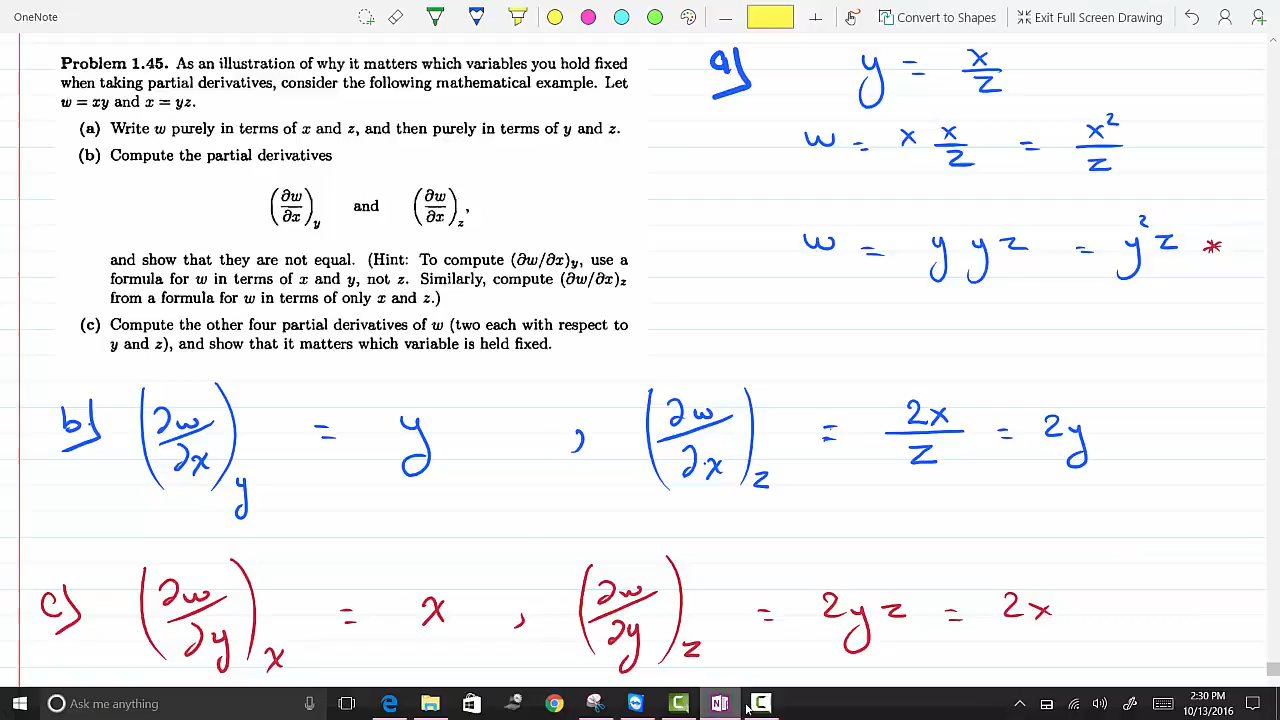 OneNote
Convert to Shapes
Exit Full Screen Drawing
Problem 1.45. As an illustration of why it matters which variables you hold fixed
when taking partial derivatives, consider the following mathematical example. Let
w = xy and x = yz.
(a) Write w purely in terms of x and z, and then purely in terms of y and z.
(b) Compute the partial derivatives
(∂w/∂x)_y and (∂w/∂x)_z,
and show that they are not equal. (Hint: To compute (∂w/∂x)_y, use a
formula for w in terms of x and y, not z. Similarly, compute (∂w/∂x)_z
from a formula for w in terms of only x and z.)
(c) Compute the other four partial derivatives of w (two each with respect to
y and z), and show that it matters which variable is held fixed.
a) y = x/z
w = x x/z = x²/z
w = y y z = y² z *
b) (∂w/∂x)_y = y , (∂w/∂x)_z = 2x/z = 2y
c) (∂w/∂y)_x = x , (∂w/∂y)_z = 2yz = 2x
Ask me anything
2:30 PM
10/13/2016